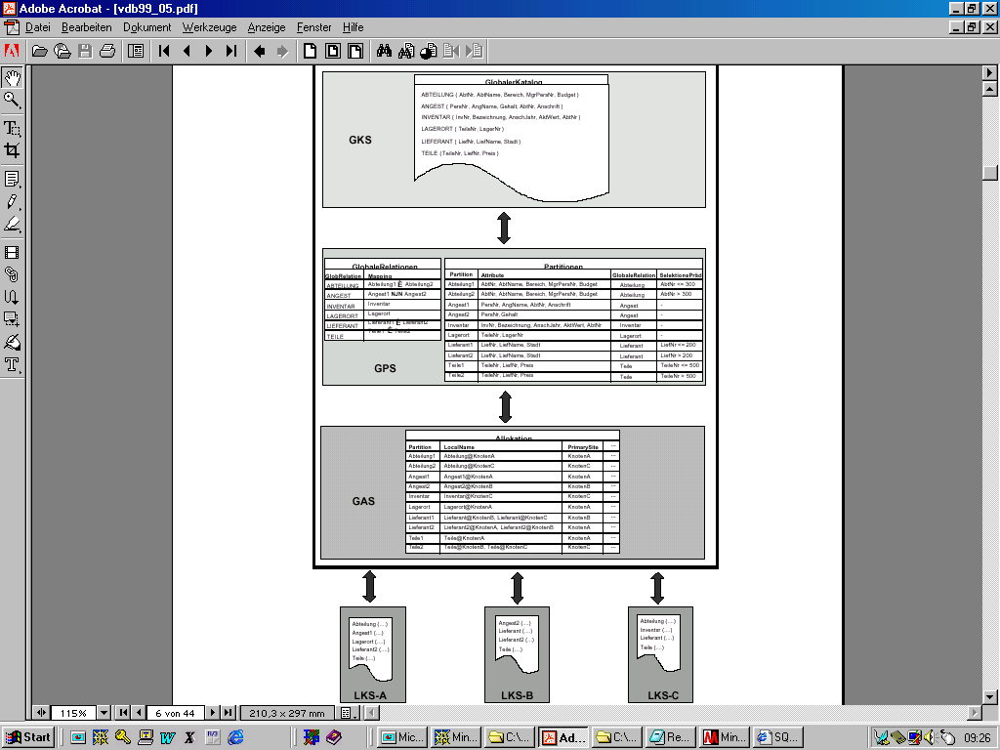 Adobe Acrobat - [vdb99_05.pdf]
Datei Bearbeiten Dokument Werkzeuge Anzeige Fenster Hilfe
GKS
GlobalerKatalog
ABTEILUNG ( AbtNr, AbtName, Bereich, MgrPersNr, Budget )
ANGEST ( PersNr, AngName, Gehalt, AbtNr, Anschrift )
INVENTAR ( InvNr, Bezeichnung, AnschJahr, AktWert, AbtNr )
LAGERORT ( TeileNr, LagerNr )
LIEFERANT ( LiefNr, LiefName, Stadt )
TEILE ( TeileNr, LiefNr, Preis )
GlobaleRelationen
GlobRelation Mapping
ABTEILUNG Abteilung1 È Abteilung2
ANGEST Angest1 NJN Angest2
INVENTAR Inventar
LAGERORT Lagerort
LIEFERANT Lieferant1 È Lieferant2
TEILE Teile1 È Teile2
GPS
Partitionen
Partition Attribute GlobaleRelation SelektionsPräd
Abteilung1 AbtNr, AbtName, Bereich, MgrPersNr, Budget Abteilung AbtNr <= 300
Abteilung2 AbtNr, AbtName, Bereich, MgrPersNr, Budget Abteilung AbtNr > 300
Angest1 PersNr, AngName, AbtNr, Anschrift Angest -
Angest2 PersNr, Gehalt Angest -
Inventar InvNr, Bezeichnung, AnschJahr, AktWert, AbtNr Inventar -
Lagerort TeileNr, LagerNr Lagerort -
Lieferant1 LiefNr, LiefName, Stadt Lieferant LiefNr <= 200
Lieferant2 LiefNr, LiefName, Stadt Lieferant LiefNr > 200
Teile1 TeileNr, LiefNr, Preis Teile TeileNr <= 500
Teile2 TeileNr, LiefNr, Preis Teile TeileNr > 500
GAS
Allokation
Partition LocalName PrimarySite ...
Abteilung1 Abteilung@KnotenA KnotenA ...
Abteilung2 Abteilung@KnotenC KnotenC ...
Angest1 Angest1@KnotenA KnotenA ...
Angest2 Angest2@KnotenB KnotenB ...
Inventar Inventar@KnotenC KnotenC ...
Lagerort Lagerort@KnotenA KnotenA ...
Lieferant1 Lieferant@KnotenB, Lieferant@KnotenC KnotenB ...
Lieferant2 Lieferant2@KnotenA, Lieferant2@KnotenB KnotenA ...
Teile1 Teile@KnotenA KnotenA ...
Teile2 Teile@KnotenB, Teile@KnotenC KnotenC ...
Abteilung (....)
Angest1 (....)
Lagerort (....)
Lieferant2 (....)
Teile (....)
LKS-A
Angest2 (....)
Lieferant (....)
Lieferant2 (....)
Teile (....)
LKS-B
Abteilung (....)
Inventar (....)
Lieferant (....)
Teile (....)
LKS-C
115% 6 von 44 210,3 x 297 mm
Start Mic... Min... C:\... Ad... C:\... Re... Min... SQ... 09:26